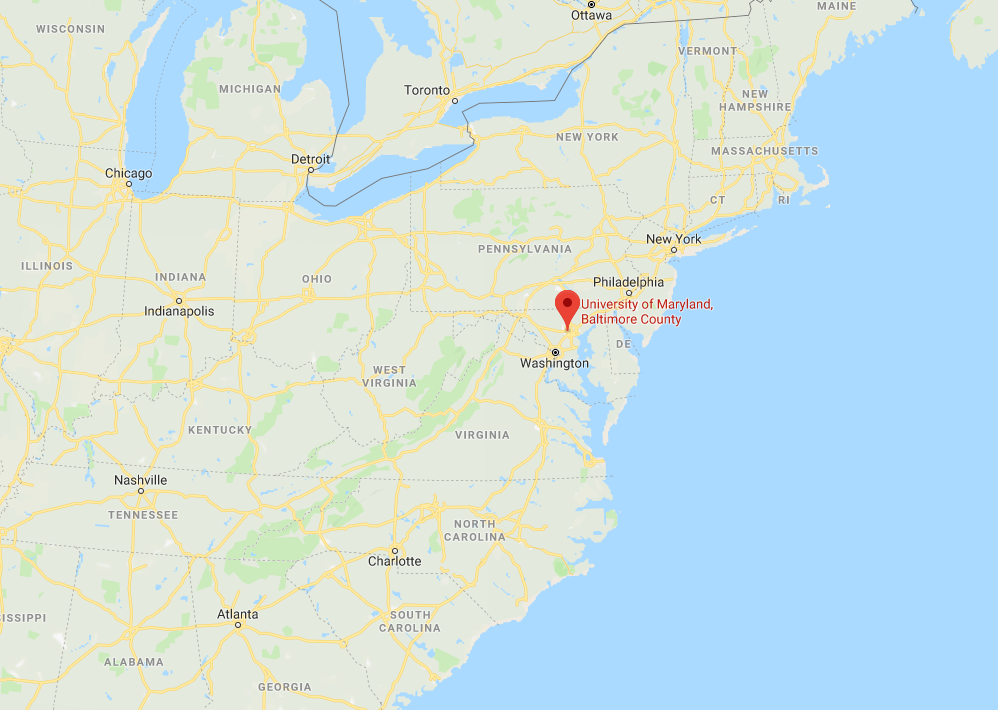 Ottawa
MAINE
WISCONSIN
VERMONT
MICHIGAN
Toronto
NEW
HAMPSHIRE
NEW YORK
MASSACHUSETTS
Detroit
Chicago
CT
RI
New York
PENNSYLVANIA
ILLINOIS
INDIANA
OHIO
Philadelphia
Indianapolis
University of Maryland,
Baltimore County
DE
Washington
WEST
VIRGINIA
KENTUCKY
VIRGINIA
Nashville
TENNESSEE
NORTH
CAROLINA
Charlotte
Atlanta
SOUTH
CAROLINA
ISSIPPI
ALABAMA
GEORGIA